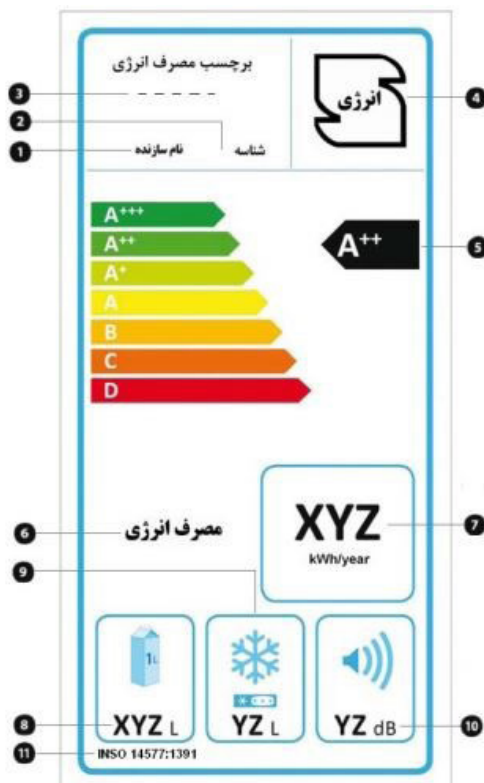 برچسب مصرف انرژی
انرژی
3
4
2
1
نام سازنده
شناسه
A+++
A++
A++
5
A+
A
B
C
D
6
مصرف انرژی
XYZ
7
kWh/year
9
1L
8
XYZ L
YZ L
YZ dB
10
11
INSO 14577:1391